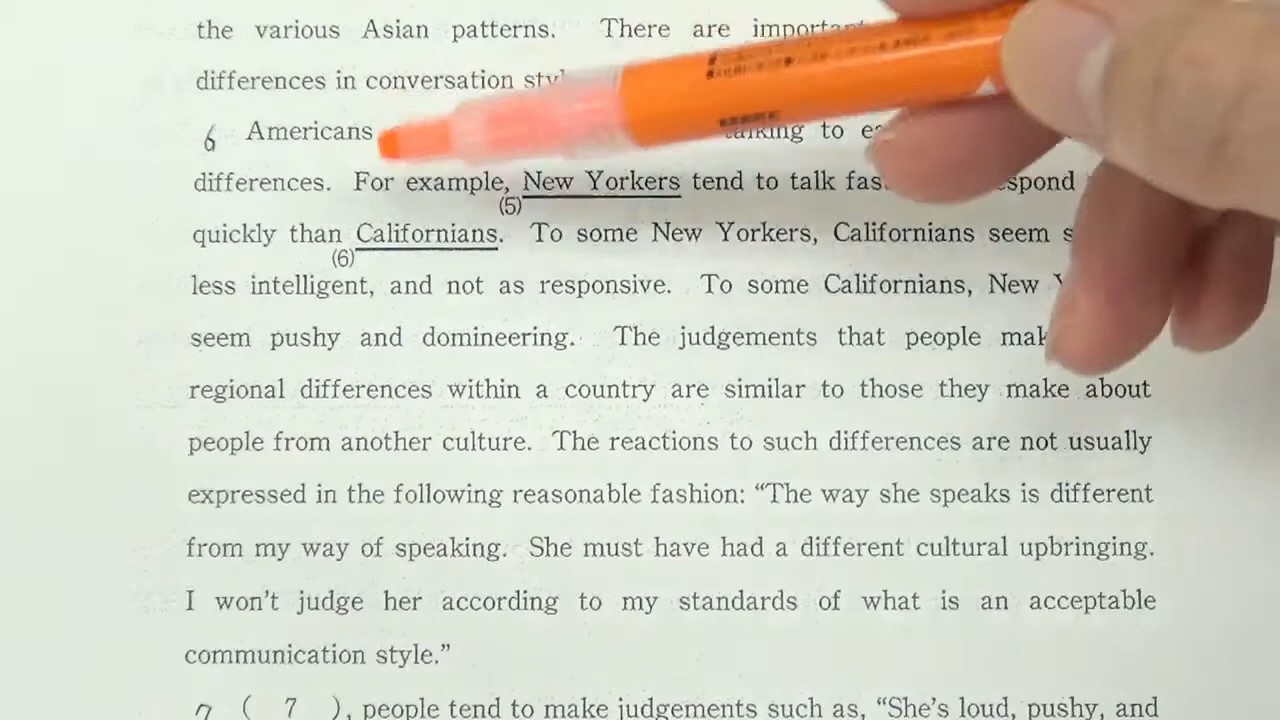 the various Asian patterns. There are important
differences in conversation
6 Americans talking to
differences. For example, New Yorkers tend to talk
(5)
quickly than Californians. To some New Yorkers, Californians seem
(6)
less intelligent, and not as responsive. To some Californians, New
seem pushy and domineering. The judgements that people
regional differences within a country are similar to those they make about
people from another culture. The reactions to such differences are not usually
expressed in the following reasonable fashion: “The way she speaks is different
from my way of speaking. She must have had a different cultural upbringing.
I won't judge her according to my standards of what is an acceptable
communication style.”
7 ( 7 ), people tend to make judgements such as, “She's loud, pushy, and